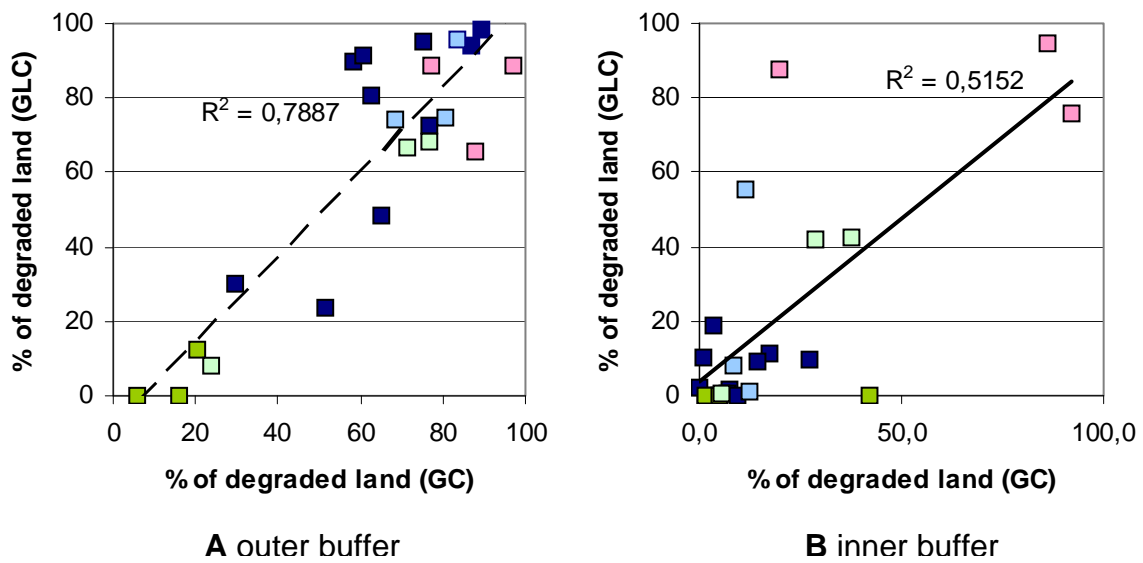 % of degraded land (GLC)
100
80
60
40
20
0
R² = 0,7887
0 20 40 60 80 100
% of degraded land (GC)
A outer buffer
% of degraded land (GLC)
100
80
60
40
20
0
R² = 0,5152
0,0 50,0 100,0
% of degraded land (GC)
B inner buffer